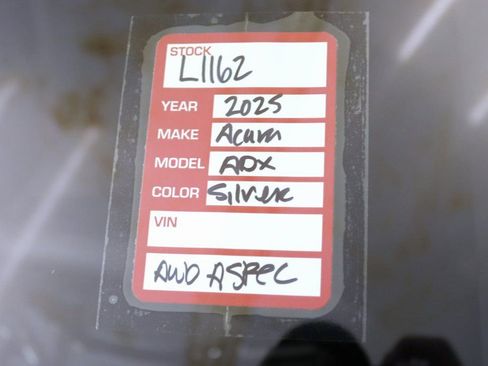 STOCK
L1162
YEAR 2025
MAKE Acura
MODEL ADX
COLOR Silver
VIN
AWD ASPEC